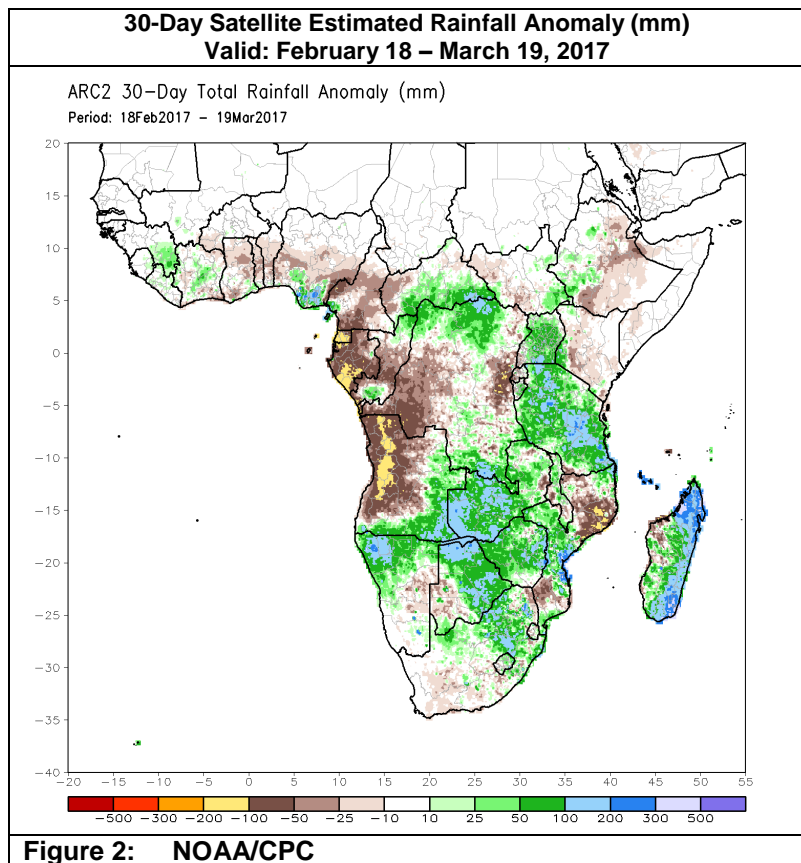 30-Day Satellite Estimated Rainfall Anomaly (mm)
Valid: February 18 – March 19, 2017
ARC2 30-Day Total Rainfall Anomaly (mm)
Period: 18Feb2017 - 19Mar2017
20
15
10
5
0
-5
-10
-15
-20
-25
-30
-35
-40
-20 -15 -10 -5 0 5 10 15 20 25 30 35 40 45 50 55
-500 -300 -200 -100 -50 -25 -10 10 25 50 100 200 300 500
Figure 2: NOAA/CPC